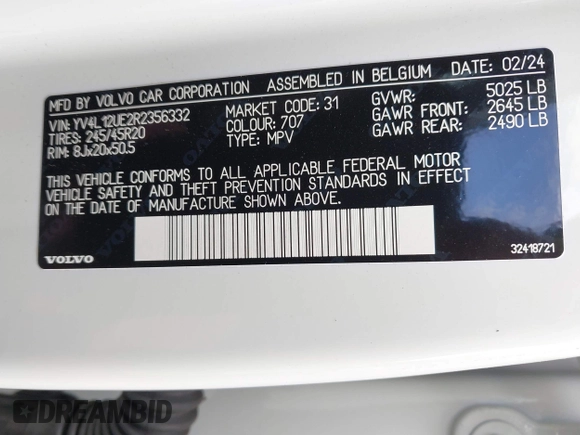 MFD BY VOLVO CAR CORPORATION ASSEMBLED IN BELGIUM DATE: 02/24
VIN: YV4L12UE2R2356332 MARKET CODE: 31 GVWR: 5025 LB
TIRES: 245/45R20 COLOUR: 707 GAWR FRONT: 2645 LB
RIM: 8Jx20x50.5 TYPE: MPV GAWR REAR: 2490 LB
THIS VEHICLE CONFORMS TO ALL APPLICABLE FEDERAL MOTOR
VEHICLE SAFETY AND THEFT PREVENTION STANDARDS IN EFFECT
ON THE DATE OF MANUFACTURE SHOWN ABOVE.
VOLVO 32418721
DREAMBID